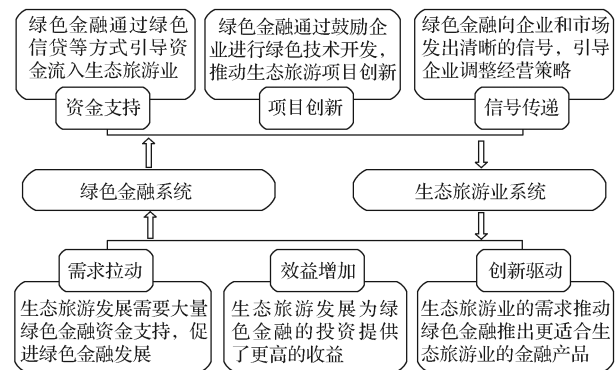 绿色金融通过绿色
信贷等方式引导资
金流入生态旅游业
资金支持
绿色金融通过鼓励企
业进行绿色技术开发，
推动生态旅游项目创新
项目创新
绿色金融向企业和市场
发出清晰的信号，引导
企业调整经营策略
信号传递
绿色金融系统
生态旅游业系统
需求拉动
生态旅游发展需要大量
绿色金融资金支持，促
进绿色金融发展
效益增加
生态旅游发展为绿
色金融的投资提供
了更高的收益
创新驱动
生态旅游业的需求推动
绿色金融推出更适合生
态旅游业的金融产品